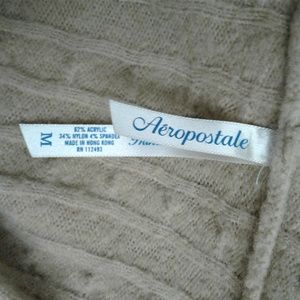 Aéropostale
62% ACRYLIC
34% NYLON 4% SPANDEX
MADE IN HONG KONG
RN 112493
M